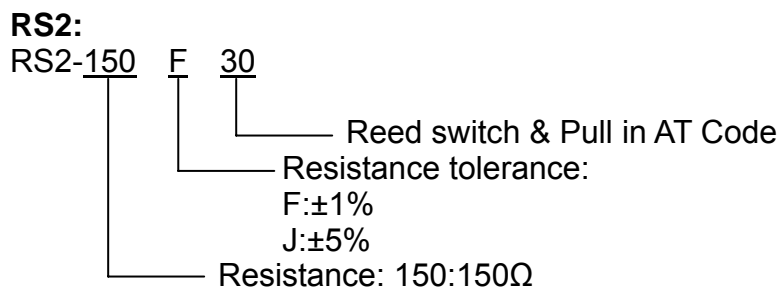 RS2:
RS2-150 F 30
Reed switch & Pull in AT Code
Resistance tolerance:
F:±1%
J:±5%
Resistance: 150:150Ω